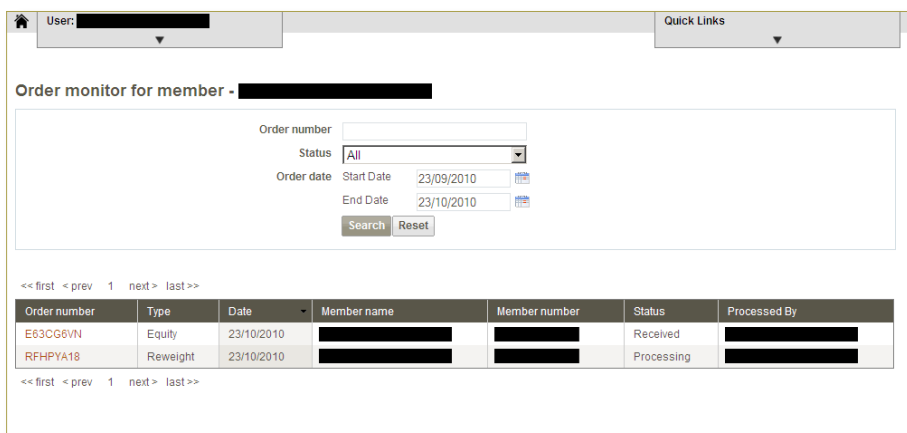 User: Quick Links
Order monitor for member -
Order number
Status All
Order date Start Date 23/09/2010
End Date 23/10/2010
Search Reset
<< first < prev 1 next > last >>
Order number Type Date Member name Member number Status Processed By
E63CG6VN Equity 23/10/2010 Received
RFHPYA18 Reweight 23/10/2010 Processing
<< first < prev 1 next > last >>